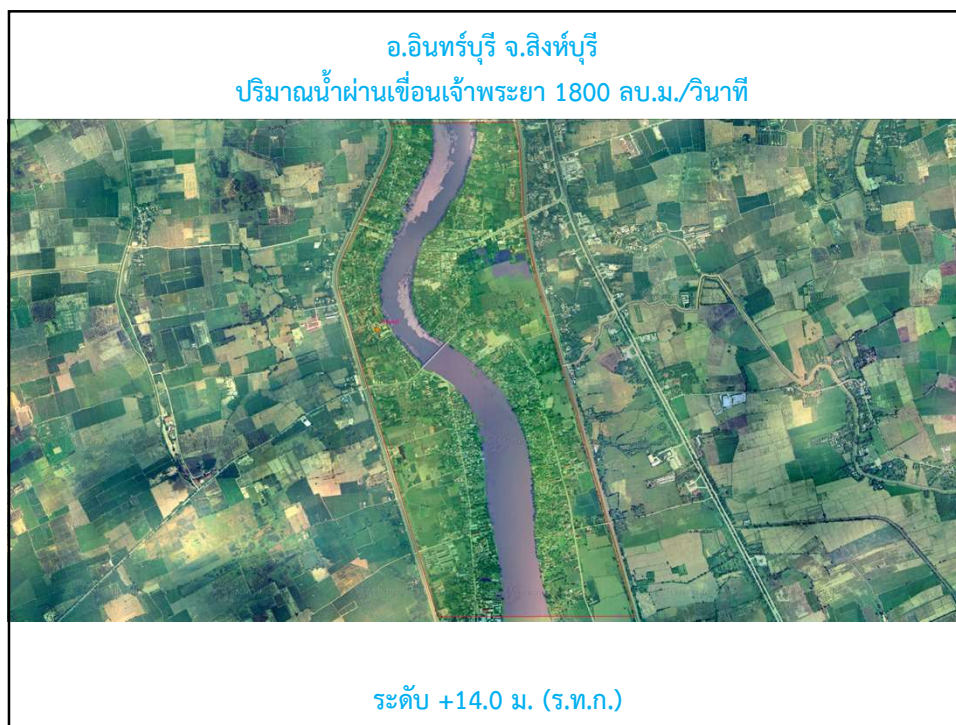 อ.อินทร์บุรี จ.สิงห์บุรี
ปริมาณน้ำผ่านเขื่อนเจ้าพระยา 1800 ลบ.ม./วินาที
ระดับ +14.0 ม. (ร.ท.ก.)